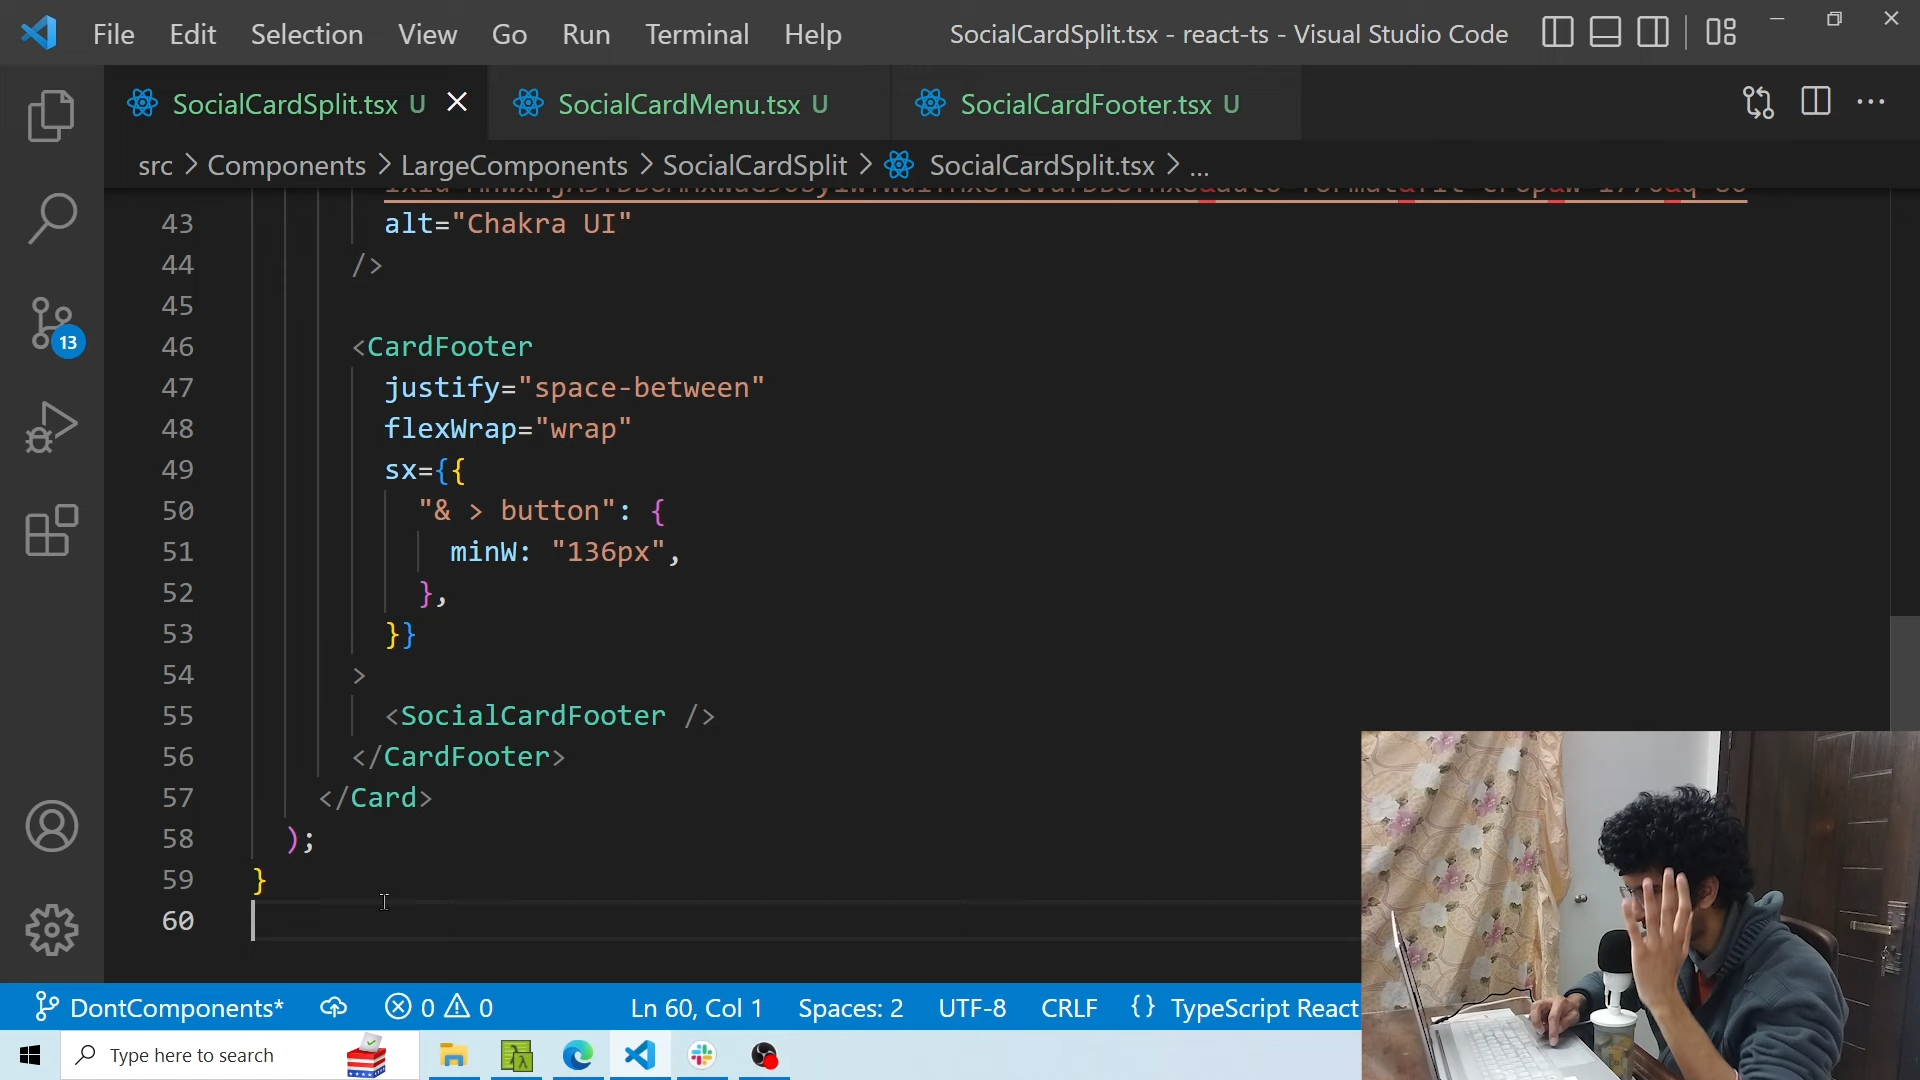 File Edit Selection View Go Run Terminal Help SocialCardSplit.tsx - react-ts - Visual Studio Code
SocialCardSplit.tsx U SocialCardMenu.tsx U SocialCardFooter.tsx U
src > Components > LargeComponents > SocialCardSplit > SocialCardSplit.tsx > ...
43 alt="Chakra UI"
44 />
45
46 <CardFooter
47 justify="space-between"
48 flexWrap="wrap"
49 sx={{
50 "& > button": {
51 minW: "136px",
52 },
53 }}
54 >
55 <SocialCardFooter />
56 </CardFooter>
57 </Card>
58 );
59 }
60
13
DontComponents* 0 0 Ln 60, Col 1 Spaces: 2 UTF-8 CRLF {} TypeScript React
Type here to search